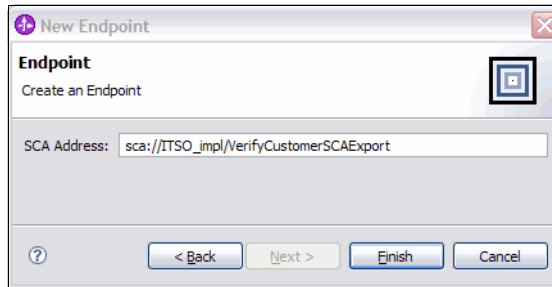 New Endpoint
Endpoint
Create an Endpoint
SCA Address: sca://ITSO_impl/VerifyCustomerSCAExport
? < Back Next > Finish Cancel